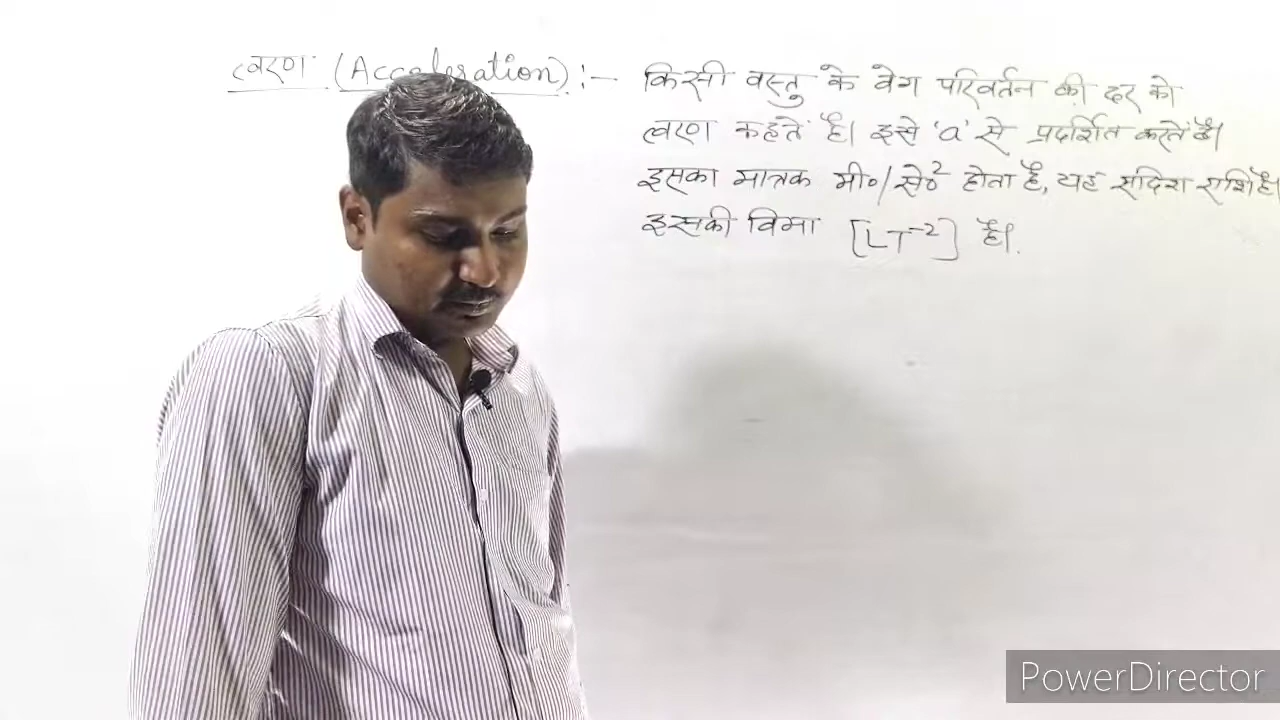 त्वरण (Acceleration) :- किसी वस्तु के वेग परिवर्तन की दर को
त्वरण कहतें है। इसे 'a' से प्रदर्शित करतें है।
इसका मात्रक मी०/से०² होता है, यह सदिश राशि है।
इसकी विमा [LT⁻²] है।
PowerDirector